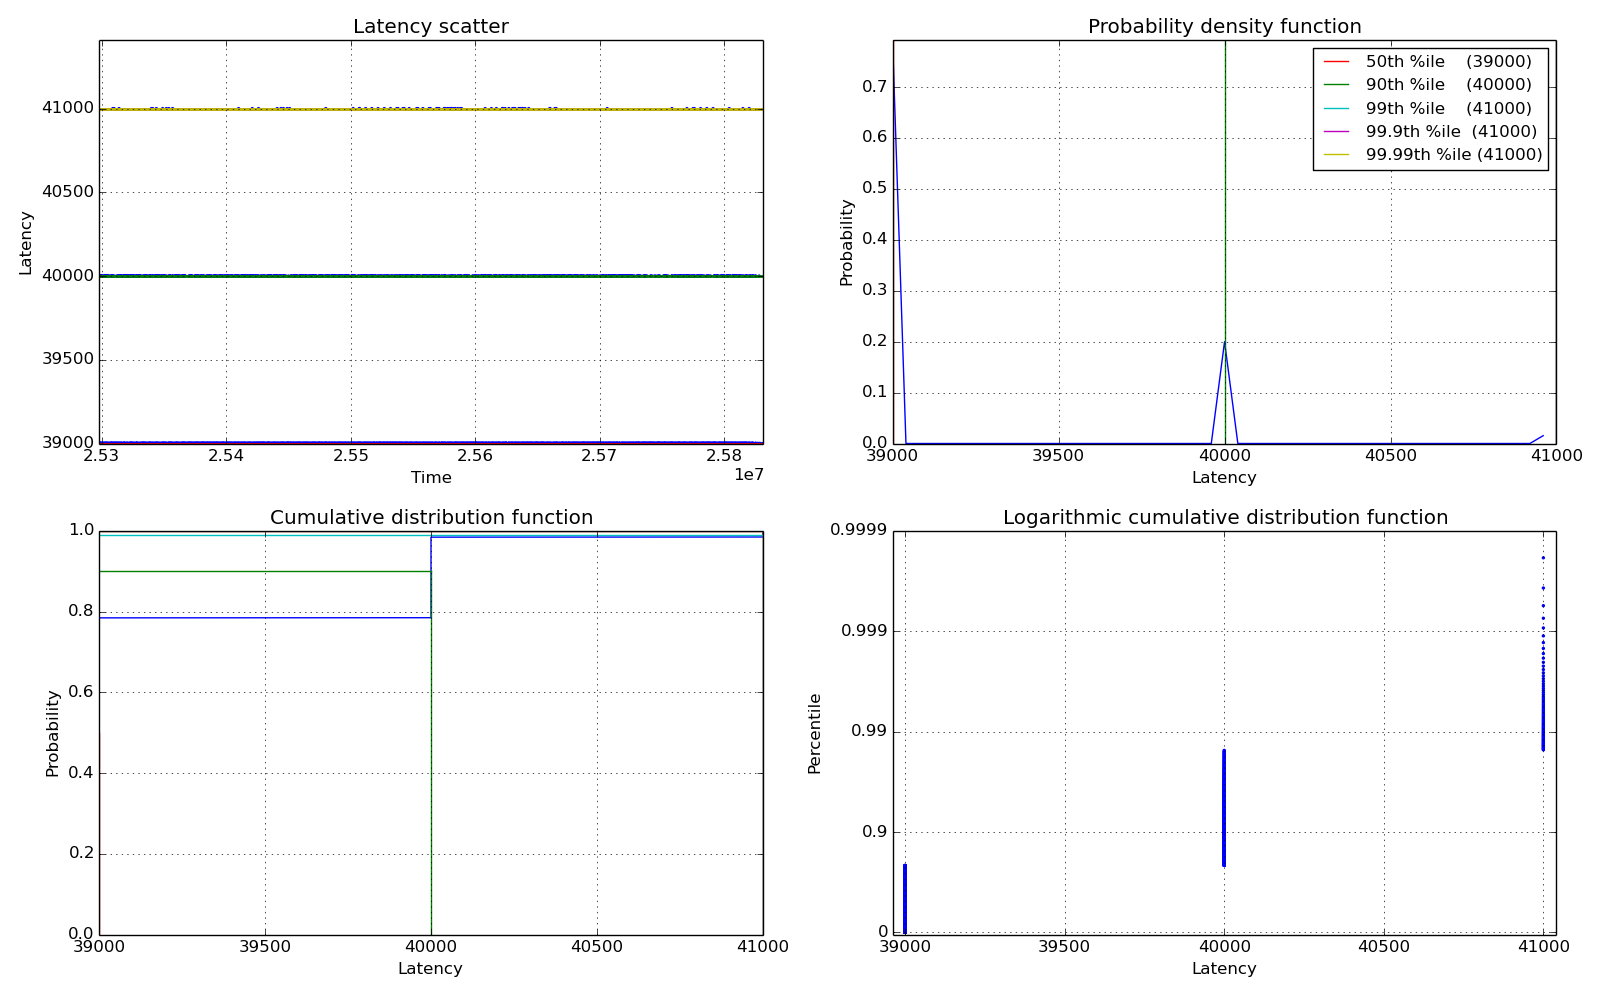 Latency scatter
41000
40500
40000
39500
39000
Latency
2.53 2.54 2.55 2.56 2.57 2.58
1e7
Time
Probability density function
50th %ile (39000)
90th %ile (40000)
99th %ile (41000)
99.9th %ile (41000)
99.99th %ile (41000)
0.7
0.6
0.5
0.4
0.3
0.2
0.1
0.0
Probability
39000 39500 40000 40500 41000
Latency
Cumulative distribution function
1.0
0.8
0.6
0.4
0.2
0.0
Probability
39000 39500 40000 40500 41000
Latency
Logarithmic cumulative distribution function
0.9999
0.999
0.99
0.9
0
Percentile
39000 39500 40000 40500 41000
Latency